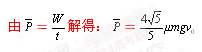 由 P̅ = W/t 解得： P̅ = 4√5/5 μmgv₀